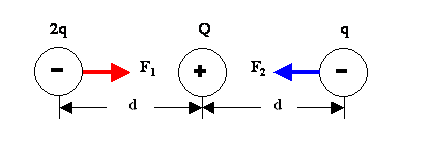 2q Q q
− F1 + F2 −
d d